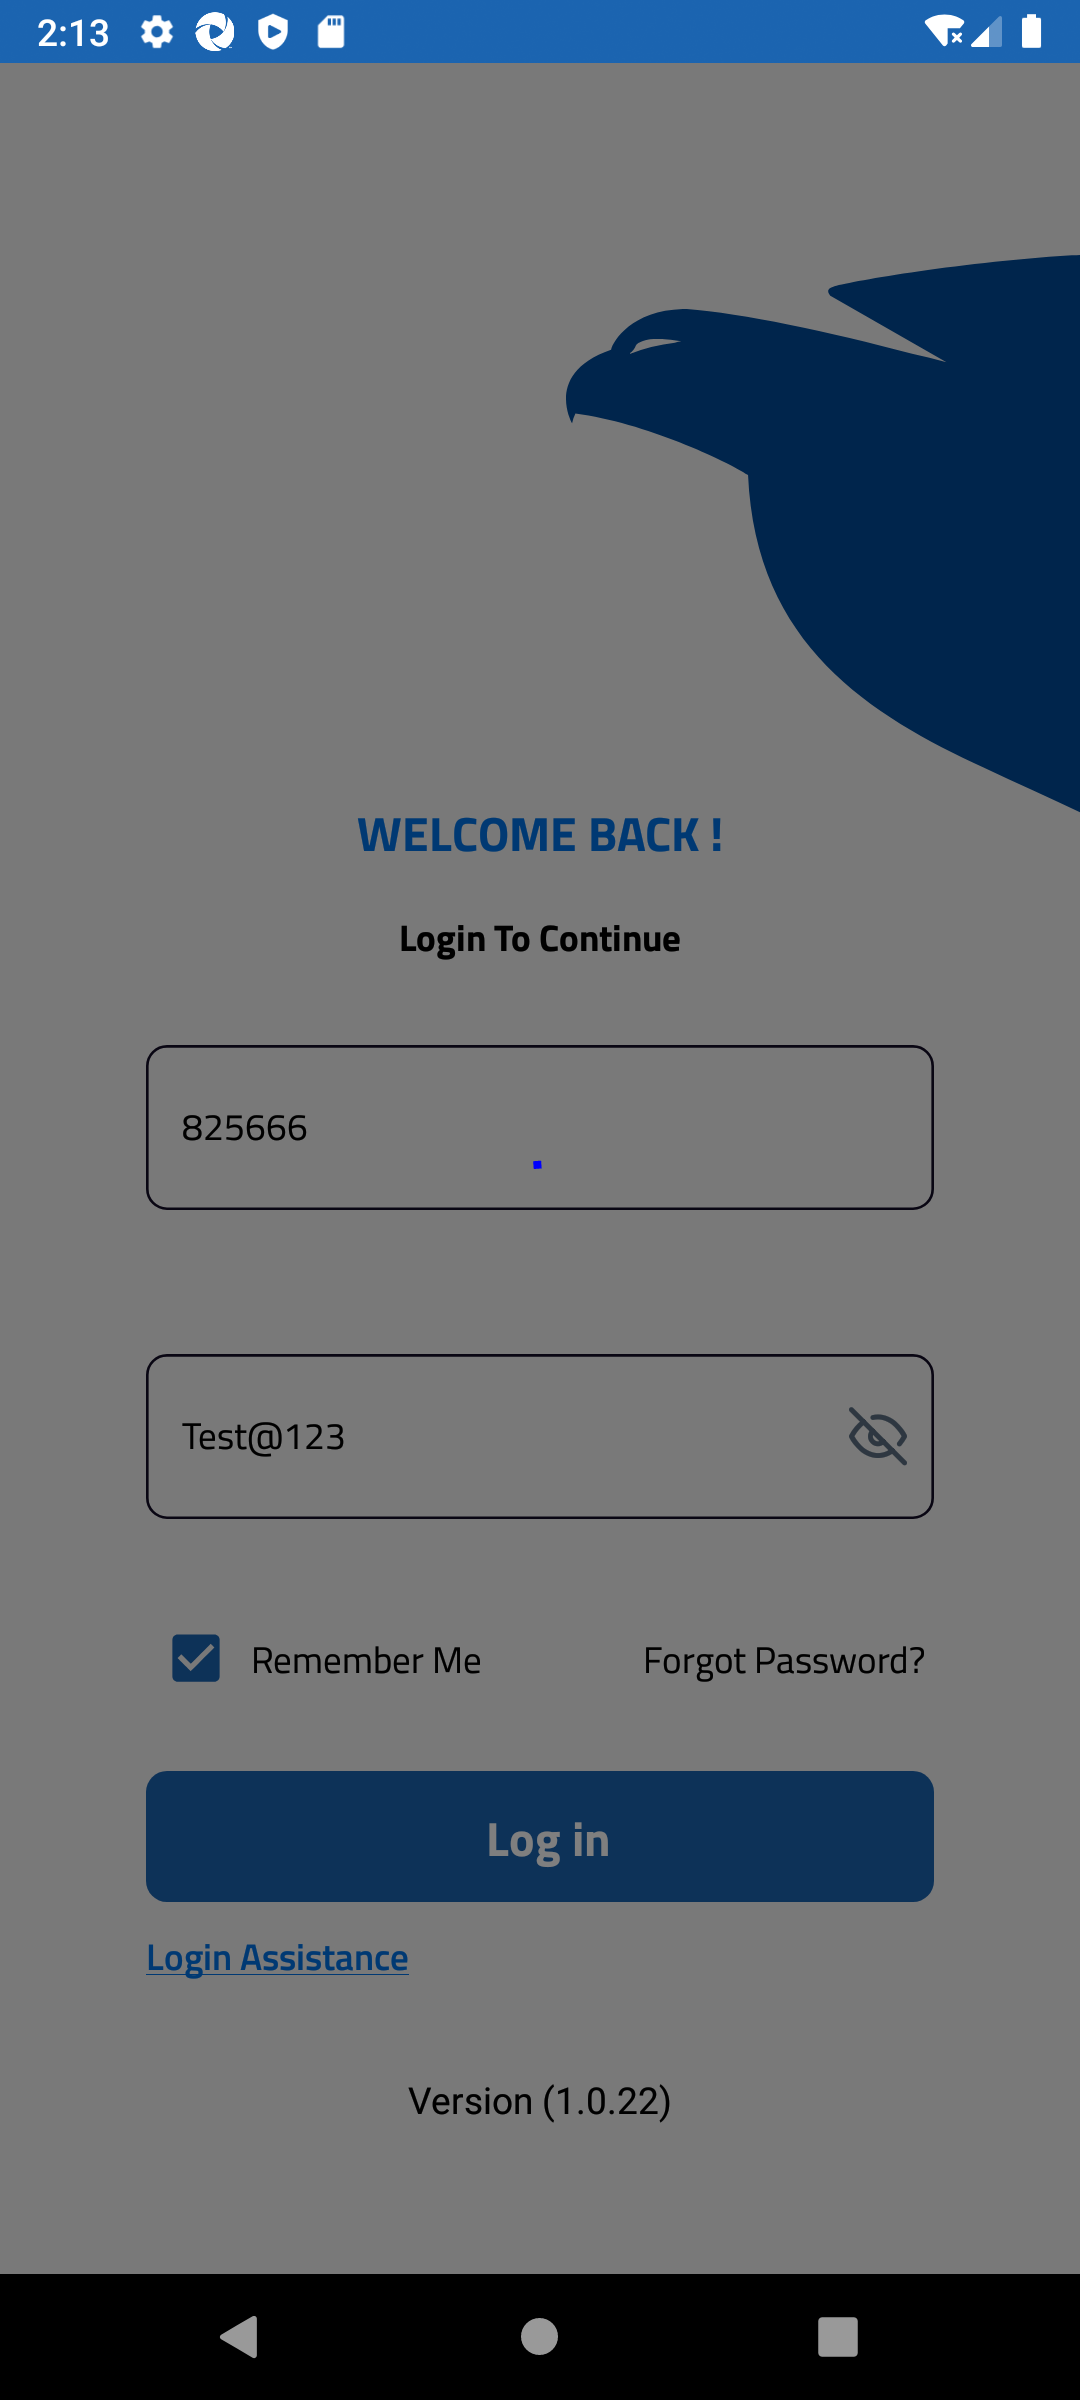 2:13
WELCOME BACK !
Login To Continue
825666
Test@123
Remember Me
Forgot Password?
Log in
Login Assistance
Version (1.0.22)